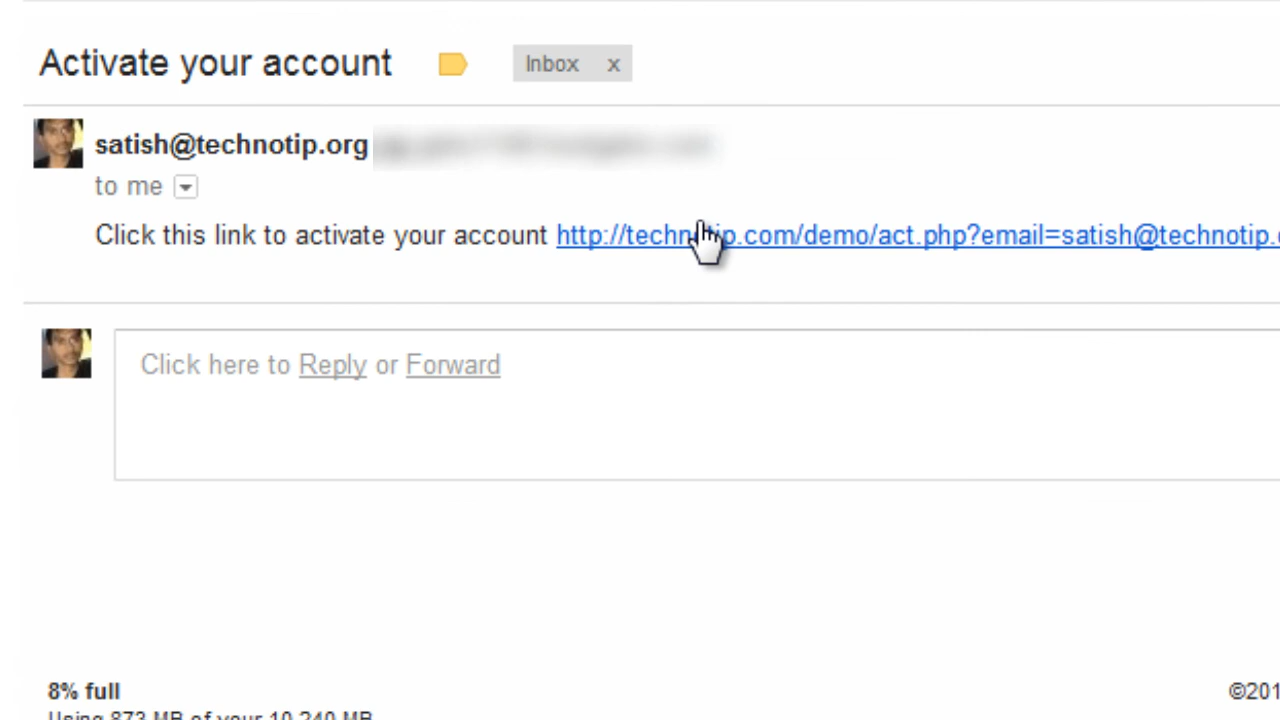 Activate your account
Inbox x
satish@technotip.org
to me
Click this link to activate your account http://technotip.com/demo/act.php?email=satish@technotip.
Click here to Reply or Forward
8% full
©201
Using 873 MB of your 10,240 MB